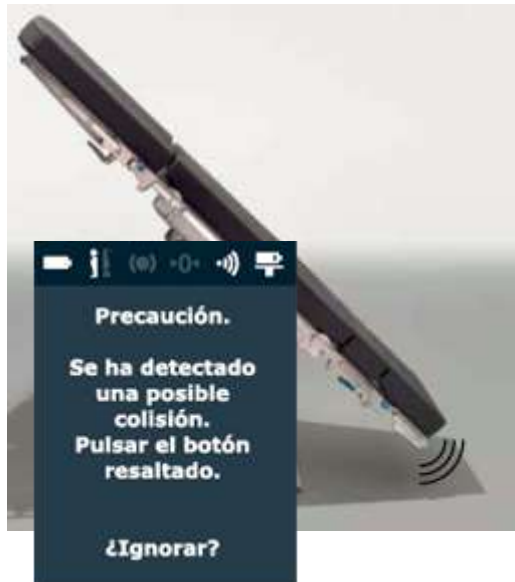 Precaución.
Se ha detectado
una posible
colisión.
Pulsar el botón
resaltado.
¿Ignorar?